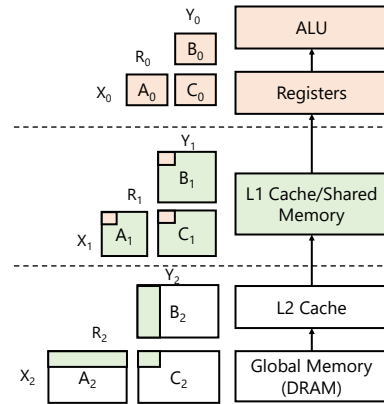 Y0
ALU
B0
R0
X0
A0
C0
Registers
Y1
B1
R1
L1 Cache/Shared
Memory
X1
A1
C1
Y2
B2
L2 Cache
R2
X2
A2
C2
Global Memory
(DRAM)